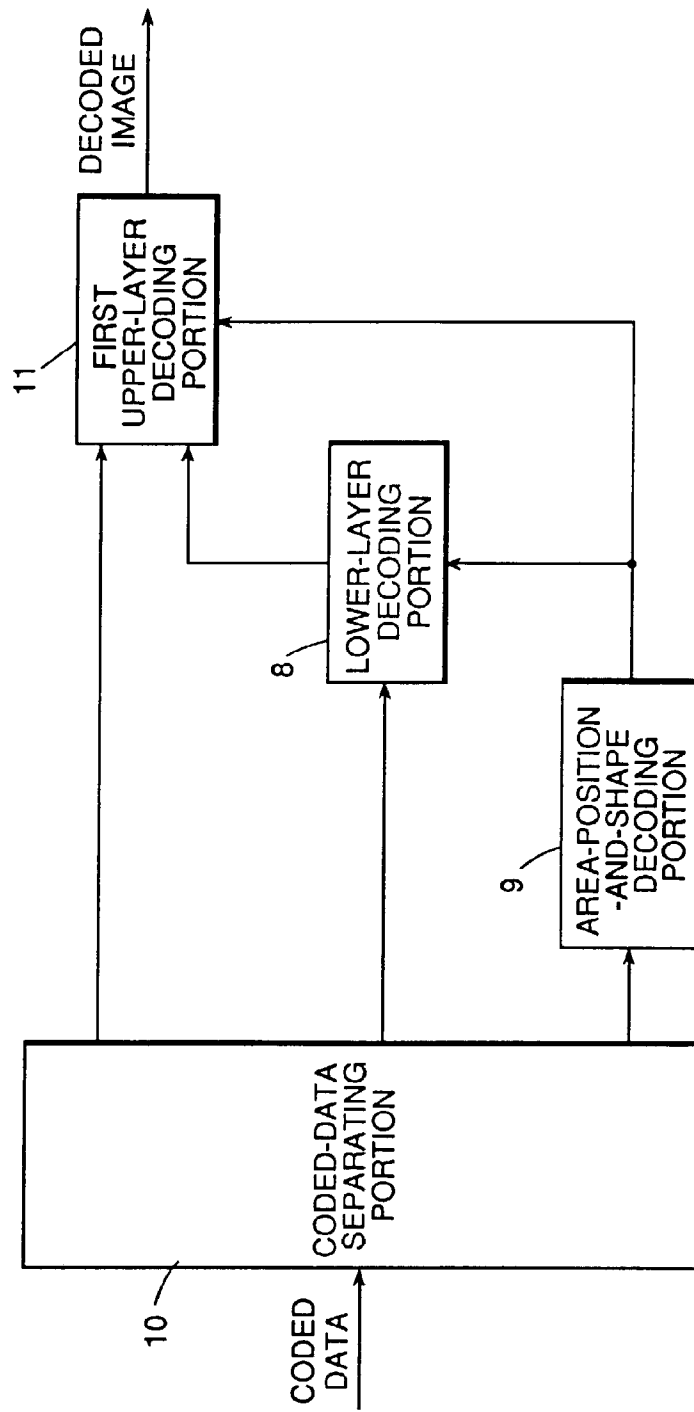 CODED
DATA
10
CODED-DATA
SEPARATING
PORTION
11
FIRST
UPPER-LAYER
DECODING
PORTION
DECODED
IMAGE
8
LOWER-LAYER
DECODING
PORTION
9
AREA-POSITION
-AND-SHAPE
DECODING
PORTION